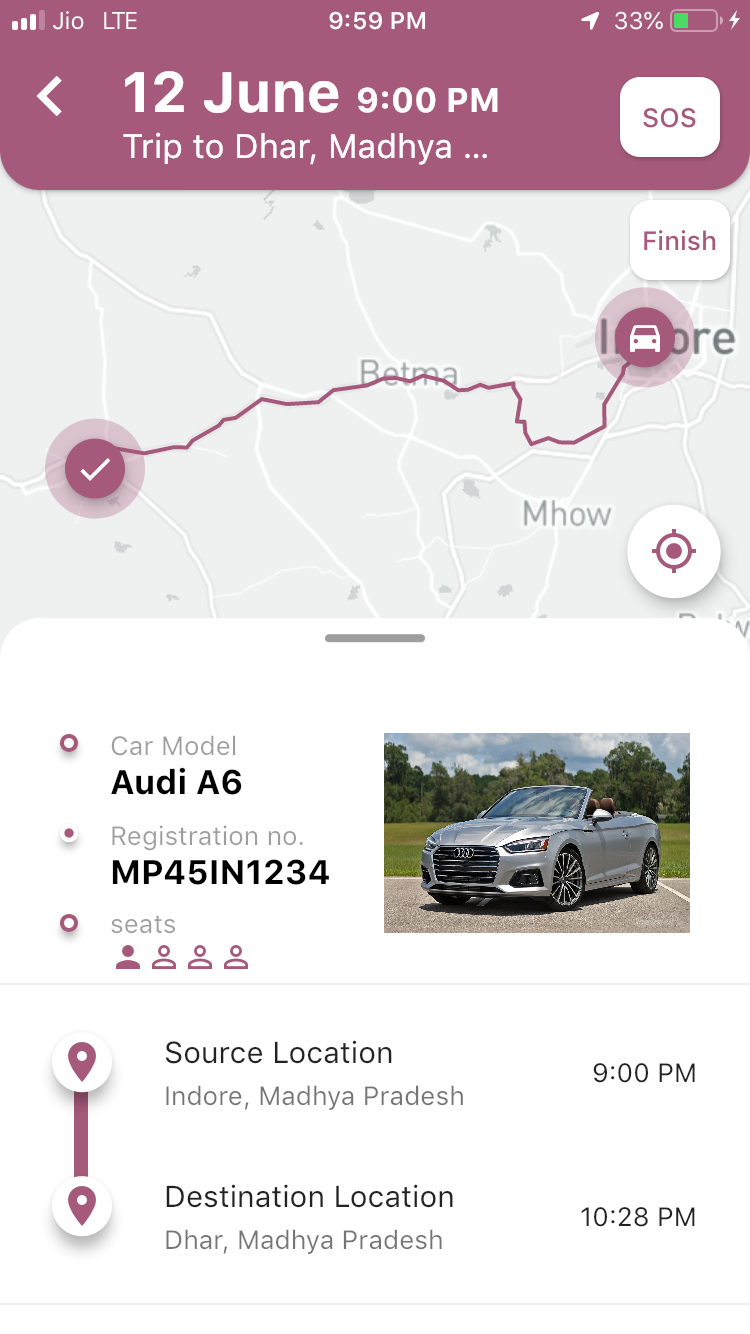 Jio LTE 9:59 PM 33%
12 June 9:00 PM
Trip to Dhar, Madhya ...
SOS
Finish
Betma
Mhow
Car Model
Audi A6
Registration no.
MP45IN1234
seats
Source Location
9:00 PM
Indore, Madhya Pradesh
Destination Location
10:28 PM
Dhar, Madhya Pradesh